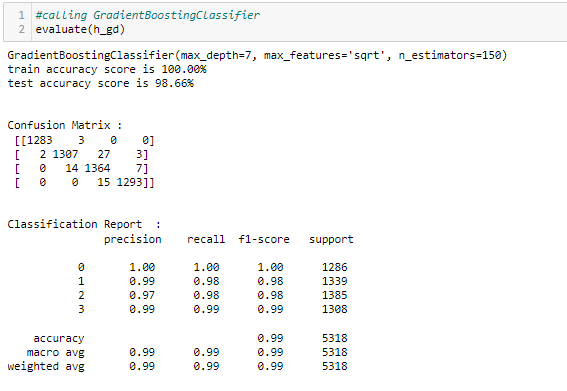 1 #calling GradientBoostingClassifier
2 evaluate(h_gd)
GradientBoostingClassifier(max_depth=7, max_features='sqrt', n_estimators=150)
train accuracy score is 100.00%
test accuracy score is 98.66%
Confusion Matrix :
[[1283 3 0 0]
[ 2 1307 27 3]
[ 0 14 1364 7]
[ 0 0 15 1293]]
Classification Report :
precision recall f1-score support
0 1.00 1.00 1.00 1286
1 0.99 0.98 0.98 1339
2 0.97 0.98 0.98 1385
3 0.99 0.99 0.99 1308
accuracy 0.99 5318
macro avg 0.99 0.99 0.99 5318
weighted avg 0.99 0.99 0.99 5318